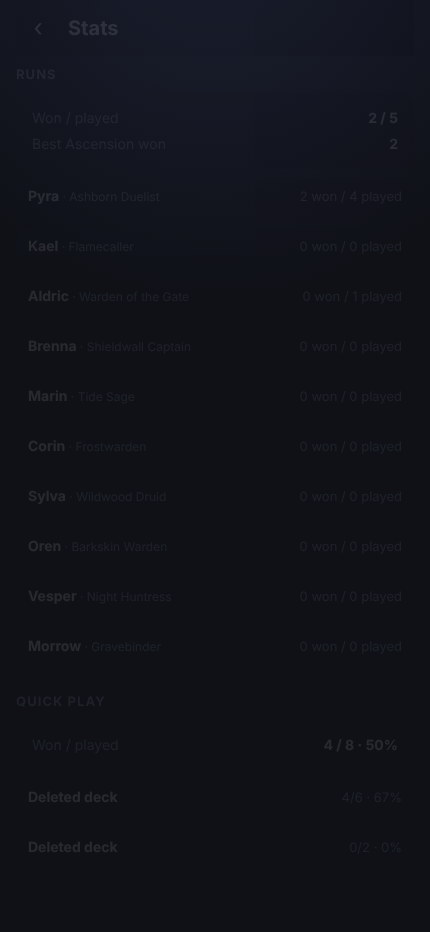 Stats
RUNS
Won / played 2 / 5
Best Ascension won 2
Pyra · Ashborn Duelist 2 won / 4 played
Kael · Flamecaller 0 won / 0 played
Aldric · Warden of the Gate 0 won / 1 played
Brenna · Shieldwall Captain 0 won / 0 played
Marin · Tide Sage 0 won / 0 played
Corin · Frostwarden 0 won / 0 played
Sylva · Wildwood Druid 0 won / 0 played
Oren · Barkskin Warden 0 won / 0 played
Vesper · Night Huntress 0 won / 0 played
Morrow · Gravebinder 0 won / 0 played
QUICK PLAY
Won / played 4 / 8 · 50%
Deleted deck 4/6 · 67%
Deleted deck 0/2 · 0%